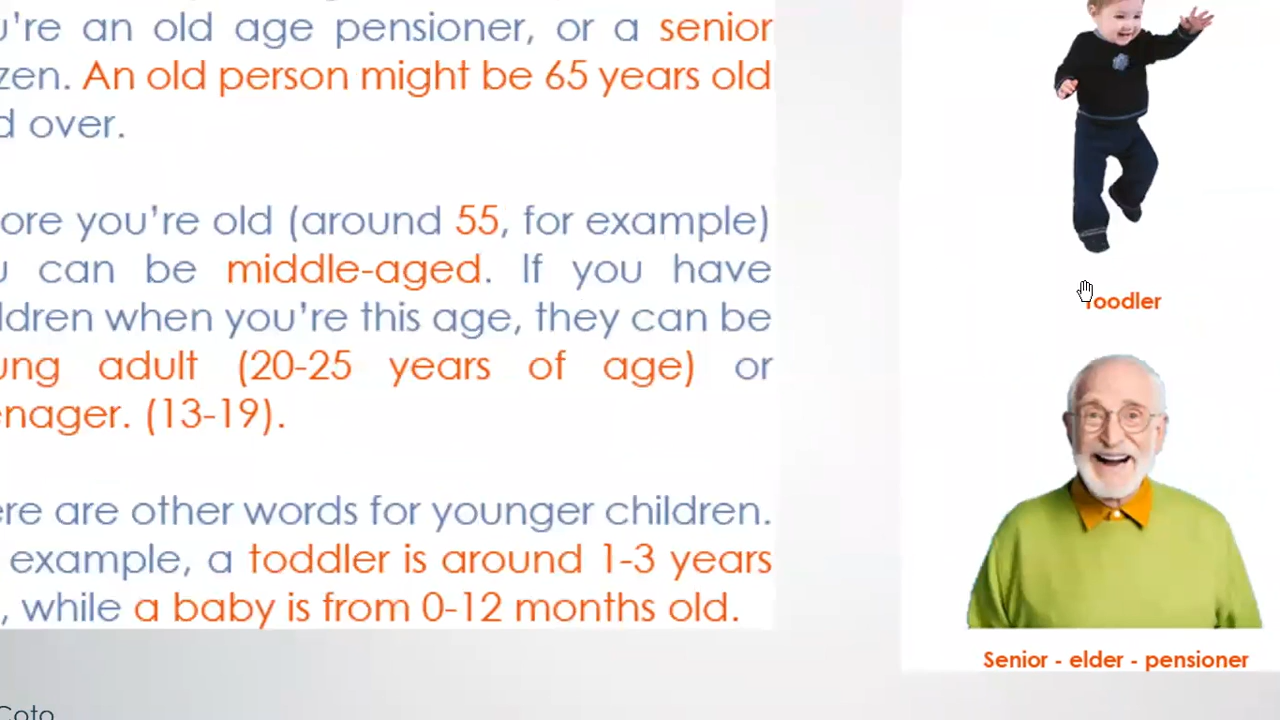 u're an old age pensioner, or a senior
zen. An old person might be 65 years old
d over.
ore you're old (around 55, for example)
u can be middle-aged. If you have
ldren when you're this age, they can be
ung adult (20-25 years of age) or
enager. (13-19).
ere are other words for younger children.
example, a toddler is around 1-3 years
, while a baby is from 0-12 months old.
Toodler
Senior - elder - pensioner
Coto